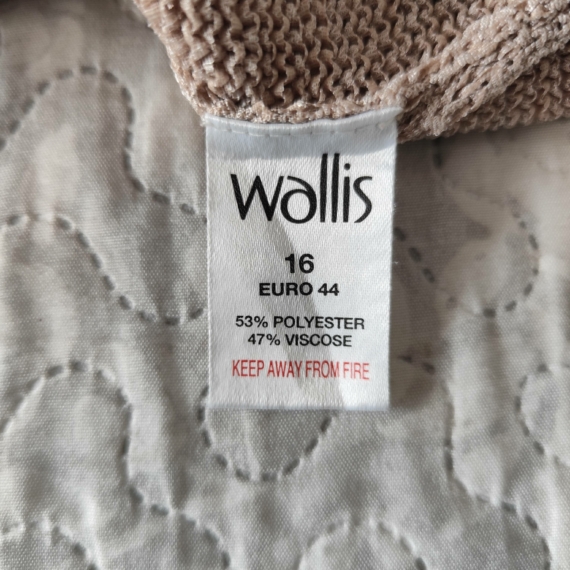 wallis
16
EURO 44
53% POLYESTER
47% VISCOSE
KEEP AWAY FROM FIRE